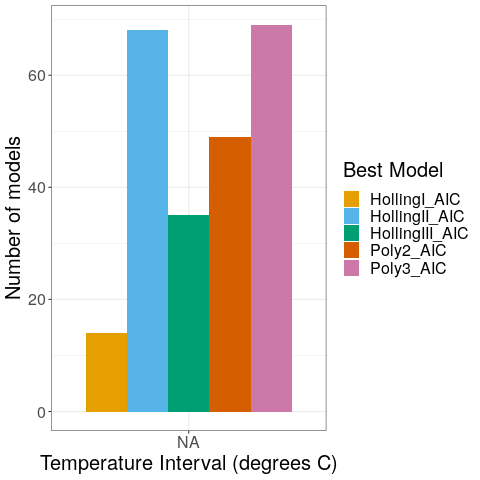 Number of models
60
40
20
0
NA
Temperature Interval (degrees C)
Best Model
HollingI_AIC
HollingII_AIC
HollingIII_AIC
Poly2_AIC
Poly3_AIC